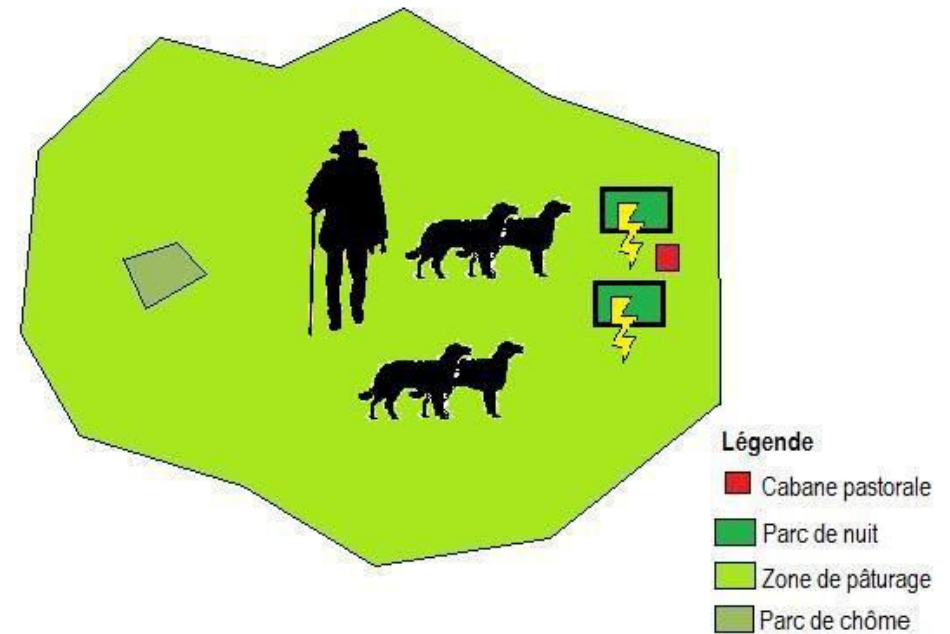 Légende
Cabane pastorale
Parc de nuit
Zone de pâturage
Parc de chôme